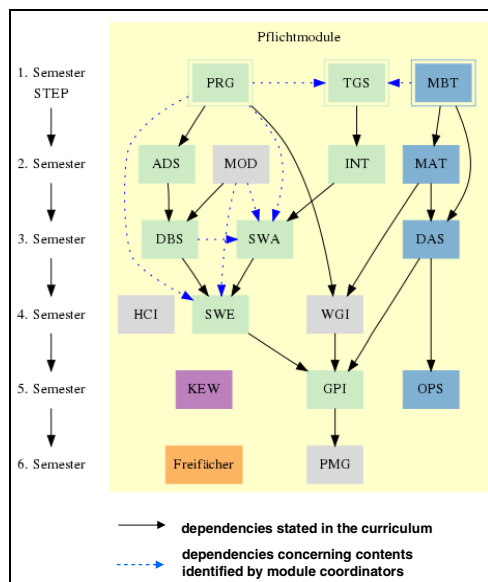 Pflichtmodule
1. Semester
STEP
PRG TGS MBT
2. Semester ADS MOD INT MAT
3. Semester DBS SWA DAS
4. Semester HCI SWE WGI
5. Semester KEW GPI OPS
6. Semester Freifächer PMG
dependencies stated in the curriculum
dependencies concerning contents
identified by module coordinators